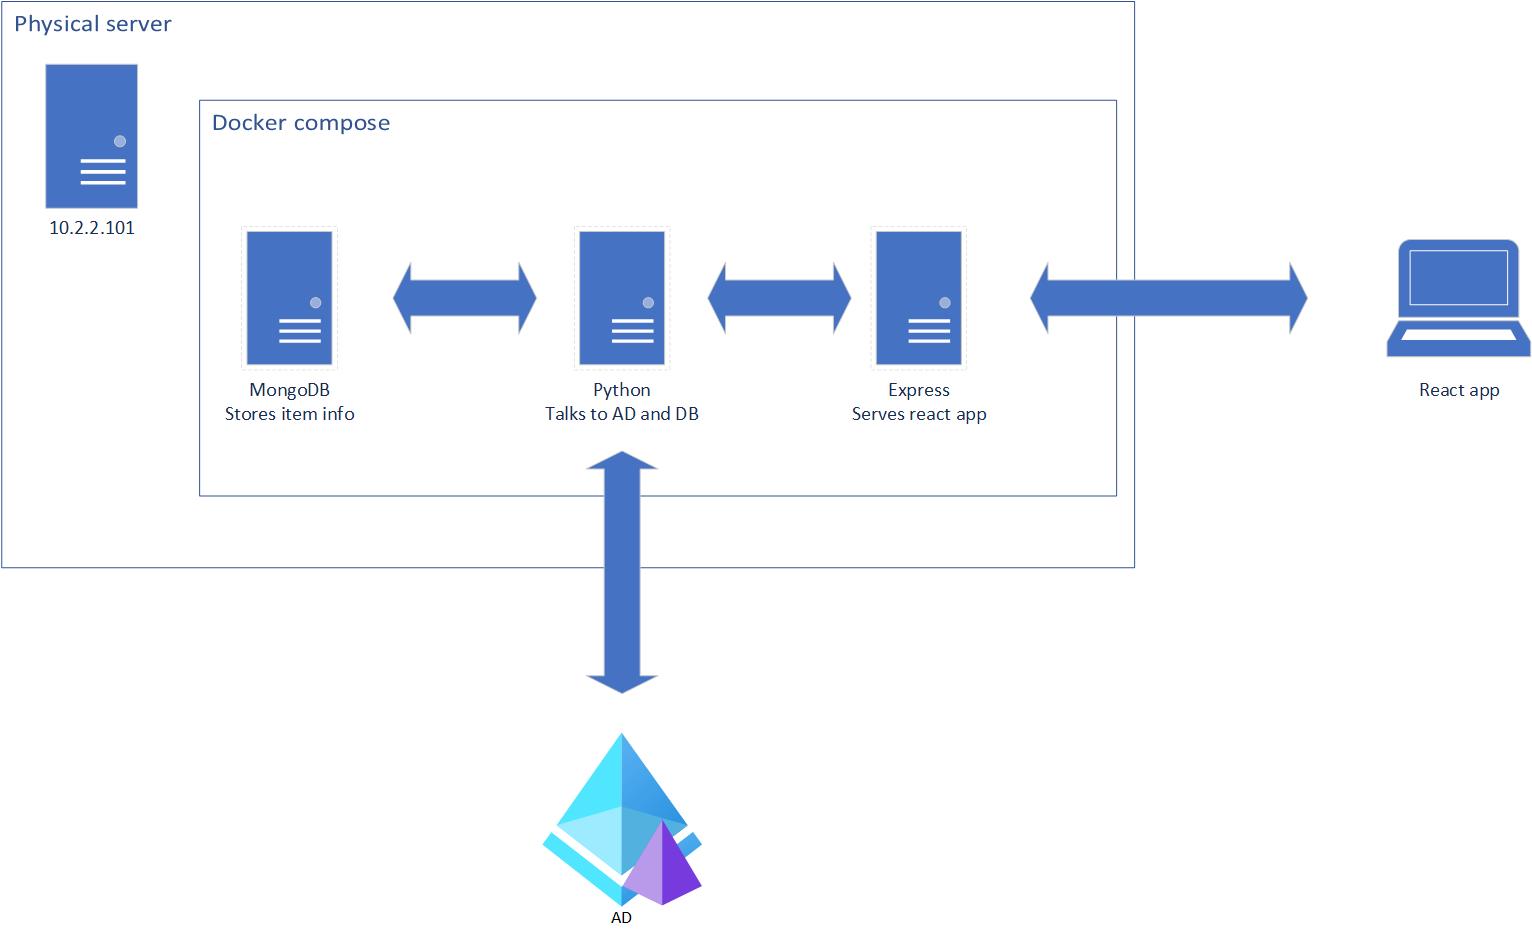 Physical server
10.2.2.101
Docker compose
MongoDB
Stores item info
Python
Talks to AD and DB
Express
Serves react app
React app
AD